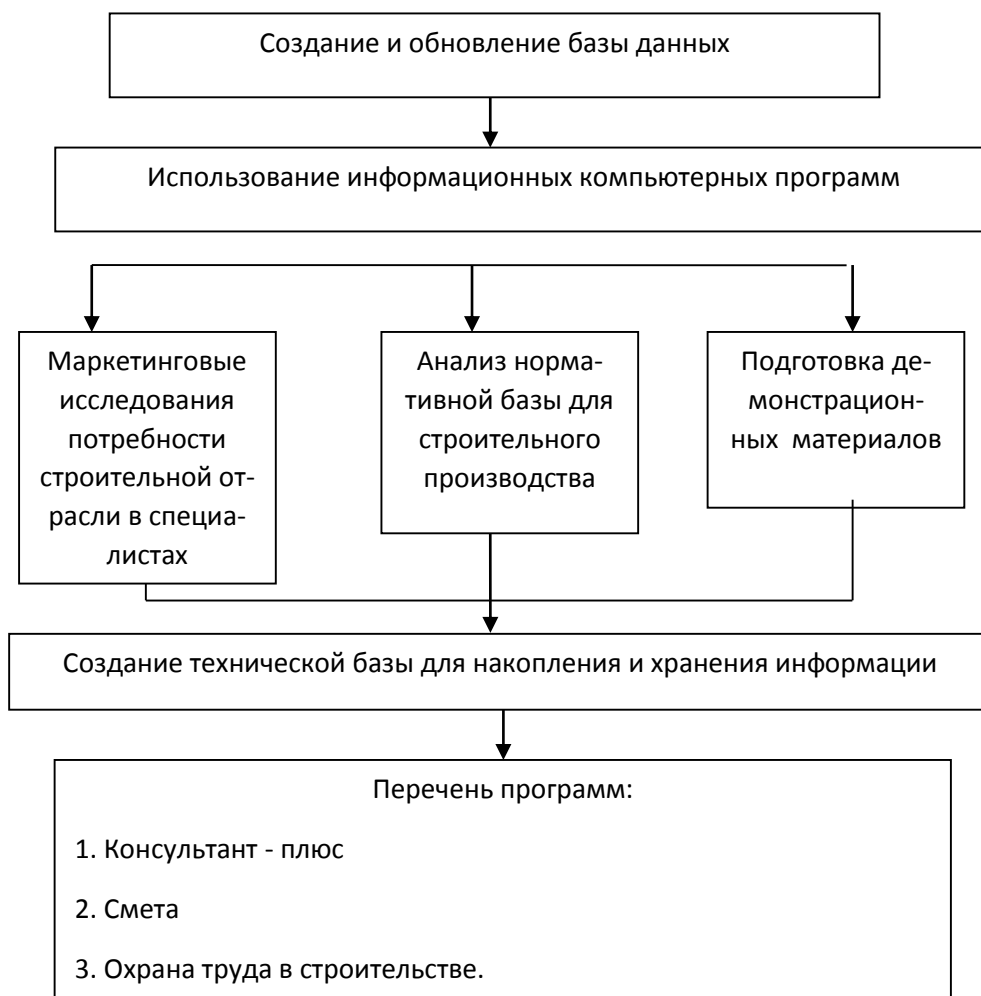 Создание и обновление базы данных
Использование информационных компьютерных программ
Маркетинговые
исследования
потребности
строительной от-
расли в специа-
листах
Анализ норма-
тивной базы для
строительного
производства
Подготовка де-
монстрацион-
ных материалов
Создание технической базы для накопления и хранения информации
Перечень программ:
1. Консультант - плюс
2. Смета
3. Охрана труда в строительстве.